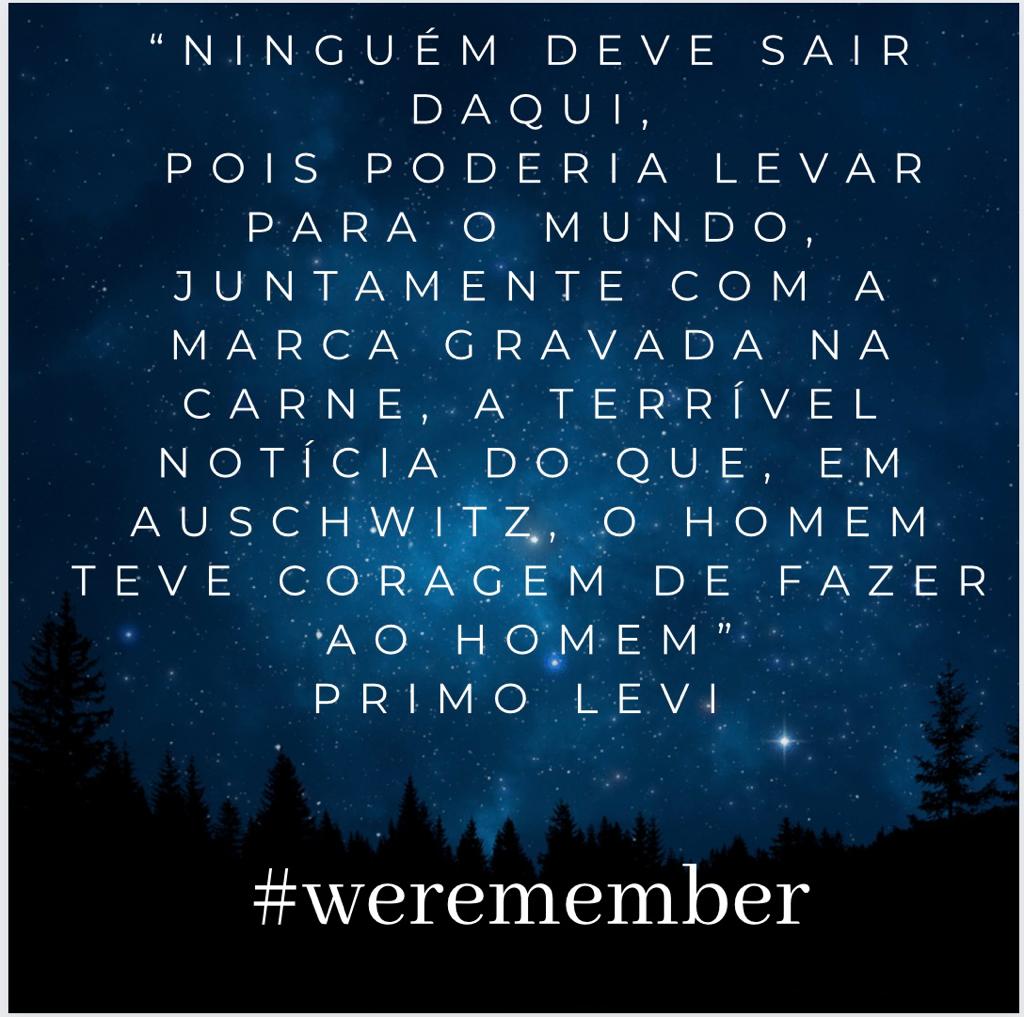 “NINGUÉM DEVE SAIR
DAQUI,
POIS PODERIA LEVAR
PARA O MUNDO,
JUNTAMENTE COM A
MARCA GRAVADA NA
CARNE, A TERRÍVEL
NOTÍCIA DO QUE, EM
AUSCHWITZ, O HOMEM
TEVE CORAGEM DE FAZER
AO HOMEM”
PRIMO LEVI
#weremember